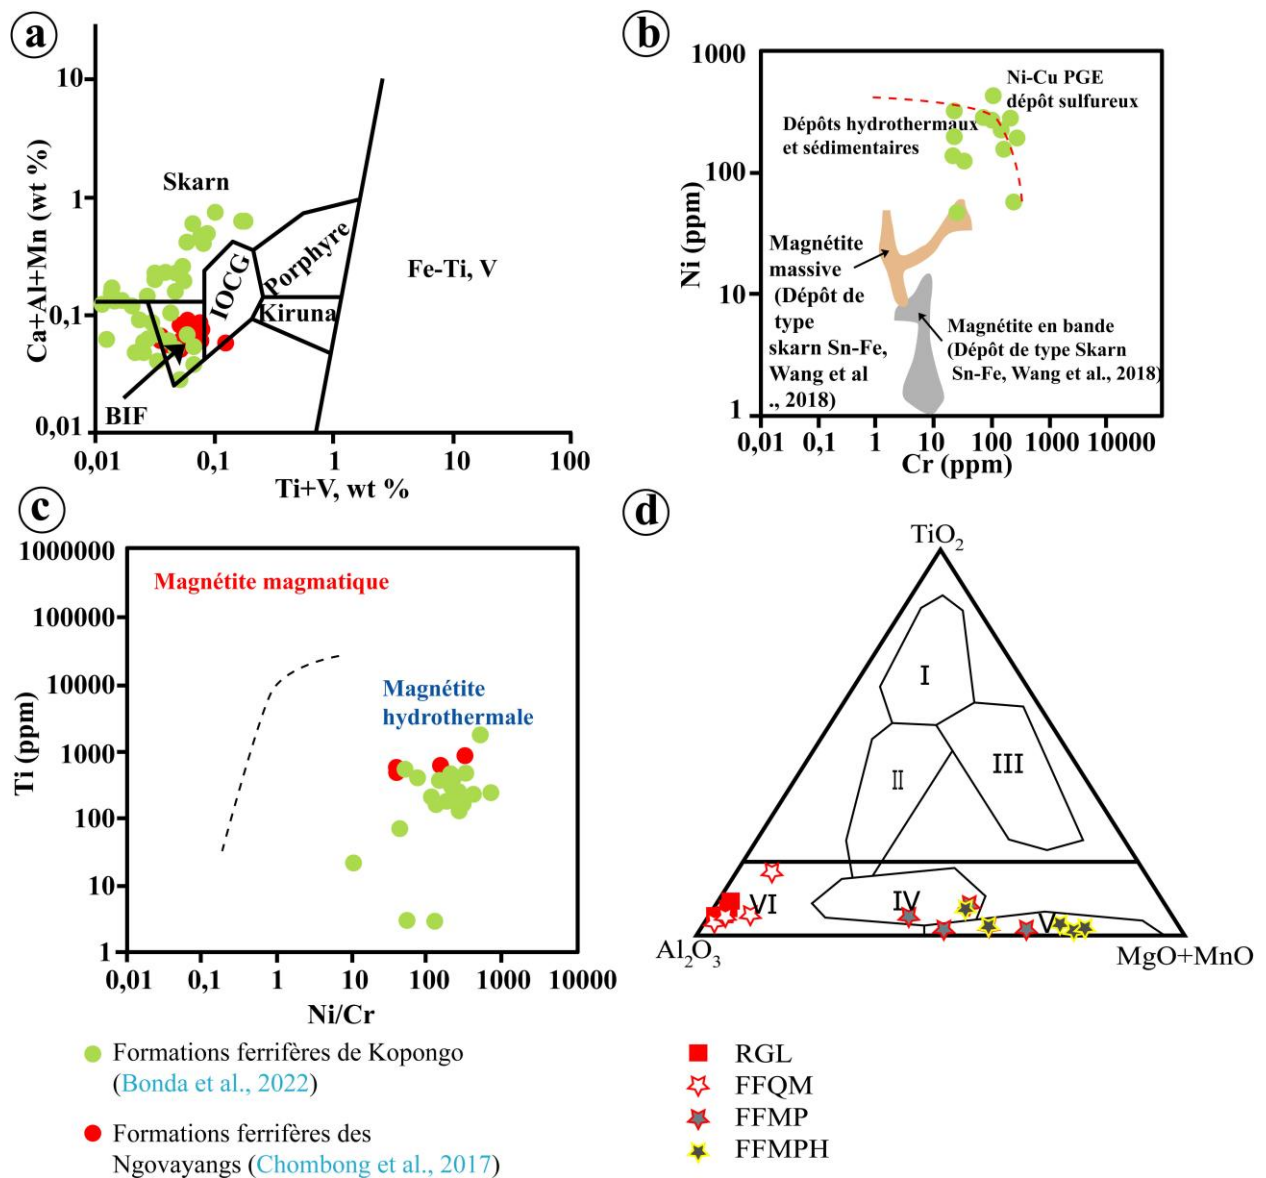 a
10
1
0,1
0,01
Ca+Al+Mn (wt %)
Skarn
IOCG
Porphyre
Kiruna
Fe-Ti, V
BIF
0,01
0,1
1
10
100
Ti+V, wt %
b
1000
100
10
1
Ni (ppm)
Ni-Cu PGE
dépôt sulfureux
Dépôts hydrothermaux
et sédimentaires
Magnétite
massive
(Dépôt de
type
skarn Sn-Fe,
Wang et al
., 2018)
Magnétite en bande
(Dépôt de type Skarn
Sn-Fe, Wang et al., 2018)
0,01
0,1
1
10
100
1000
10000
Cr (ppm)
c
1000000
100000
10000
1000
100
10
1
Ti (ppm)
Magnétite magmatique
Magnétite
hydrothermale
0,01
0,1
1
10
100
1000
10000
Ni/Cr
d
TiO₂
I
II
III
IV
V
VI
Al₂O₃
MgO+MnO
Formations ferrifères de Kopongo
(Bonda et al., 2022)
Formations ferrifères des
Ngovayangs (Chombong et al., 2017)
RGL
FFQM
FFMP
FFMPH